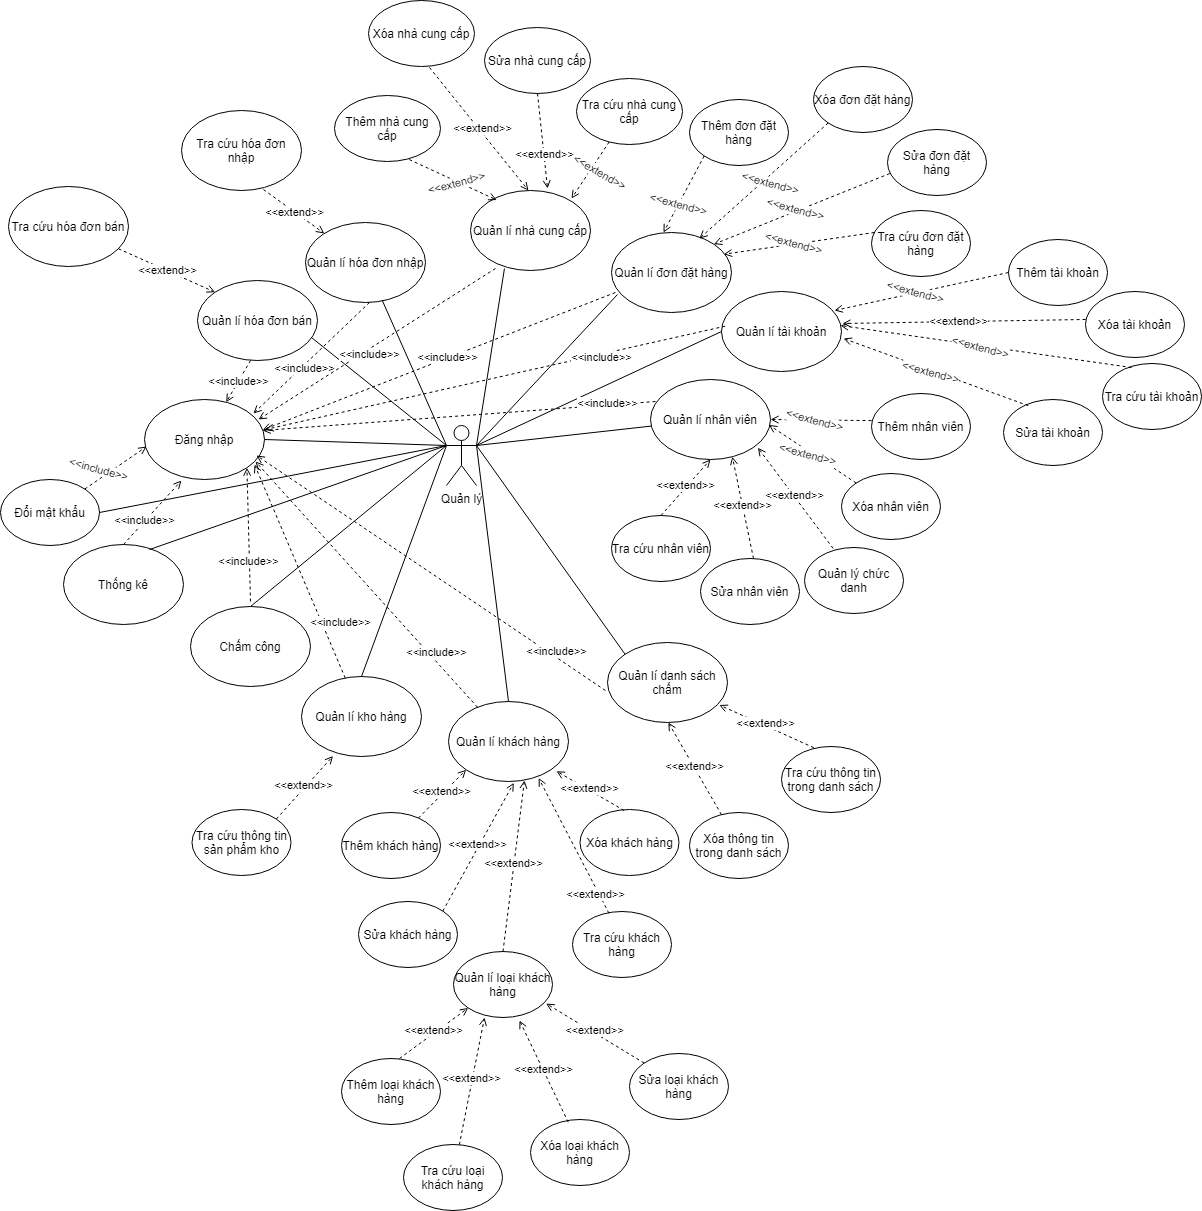 Xóa nhà cung cấp
Sửa nhà cung cấp
Tra cứu nhà cung
cấp
Thêm nhà cung
cấp
Tra cứu hóa đơn
nhập
Tra cứu hóa đơn bán
Xóa đơn đặt hàng
Thêm đơn đặt
hàng
Sửa đơn đặt
hàng
Tra cứu đơn đặt
hàng
<<extend>>
<<extend>>
<<extend>>
<<extend>>
<<extend>>
<<extend>>
<<extend>>
<<extend>>
<<extend>>
<<extend>>
Quản lí nhà cung cấp
Quản lí hóa đơn nhập
Quản lí đơn đặt hàng
Quản lí hóa đơn bán
Quản lí tài khoản
Thêm tài khoản
Xóa tài khoản
Tra cứu tài khoản
Sửa tài khoản
<<extend>>
<<extend>>
<<extend>>
<<extend>>
<<include>>
<<include>>
<<include>>
<<include>>
<<include>>
<<include>>
Đăng nhập
Quản lý
Quản lí nhân viên
<<extend>>
Thêm nhân viên
<<extend>>
Xóa nhân viên
<<extend>>
<<extend>>
<<extend>>
Tra cứu nhân viên
Sửa nhân viên
Quản lý chức
danh
<<include>>
Đổi mật khẩu
<<include>>
Thống kê
<<include>>
Chấm công
<<include>>
<<include>>
<<include>>
Quản lí kho hàng
Quản lí khách hàng
Quản lí danh sách
chấm
<<extend>>
<<extend>>
Tra cứu thông tin
trong danh sách
Xóa thông tin
trong danh sách
<<extend>>
Tra cứu thông tin
sản phẩm kho
<<extend>>
<<extend>>
Thêm khách hàng
Xóa khách hàng
<<extend>>
<<extend>>
<<extend>>
Sửa khách hàng
Tra cứu khách
hàng
Quản lí loại khách
hàng
<<extend>>
<<extend>>
<<extend>>
<<extend>>
Thêm loại khách
hàng
Sửa loại khách
hàng
Xóa loại khách
hàng
Tra cứu loại
khách hàng